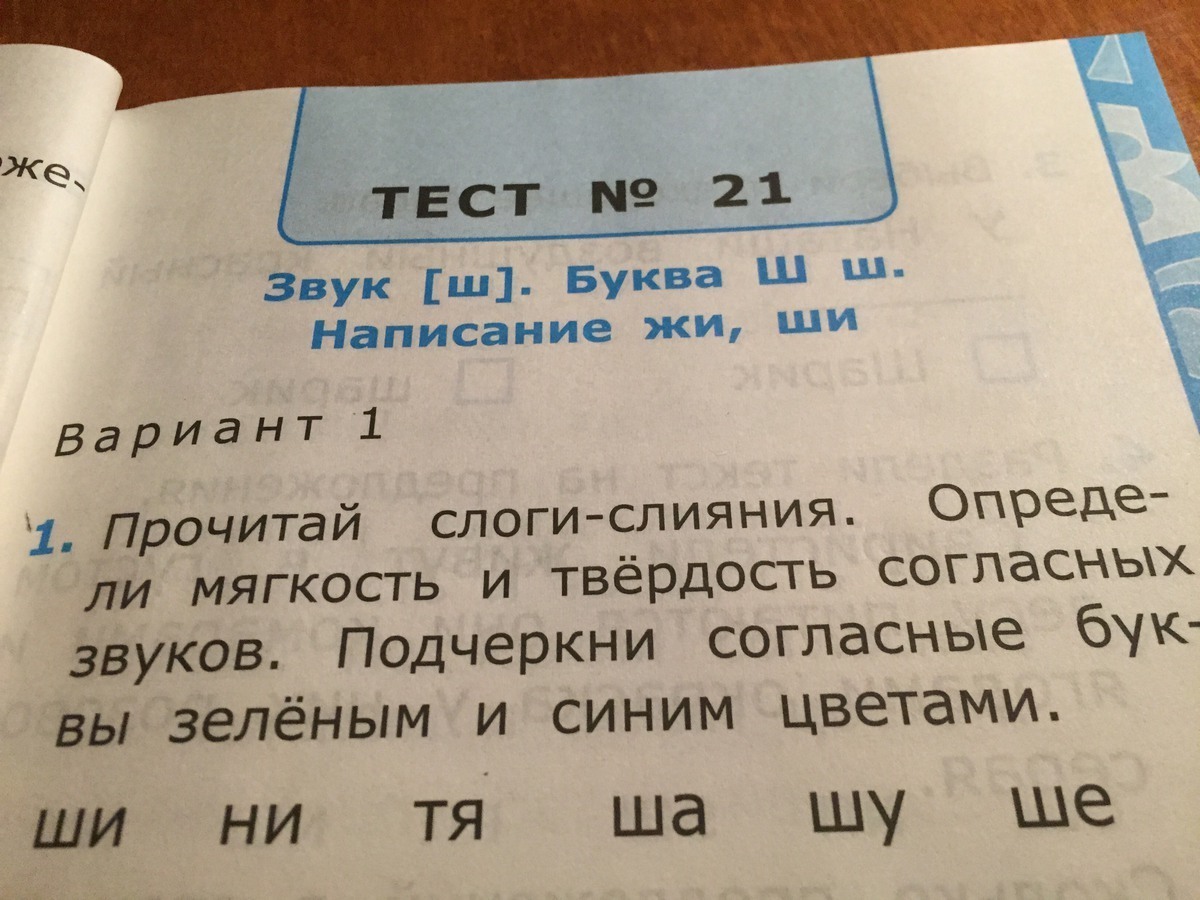 оже-
ТЕСТ № 21
Звук [ш]. Буква Ш ш.
Написание жи, ши
Вариант 1
1. Прочитай слоги-слияния. Опреде-
ли мягкость и твёрдость согласных
звуков. Подчеркни согласные бук-
вы зелёным и синим цветами.
ши ни тя ша шу ше